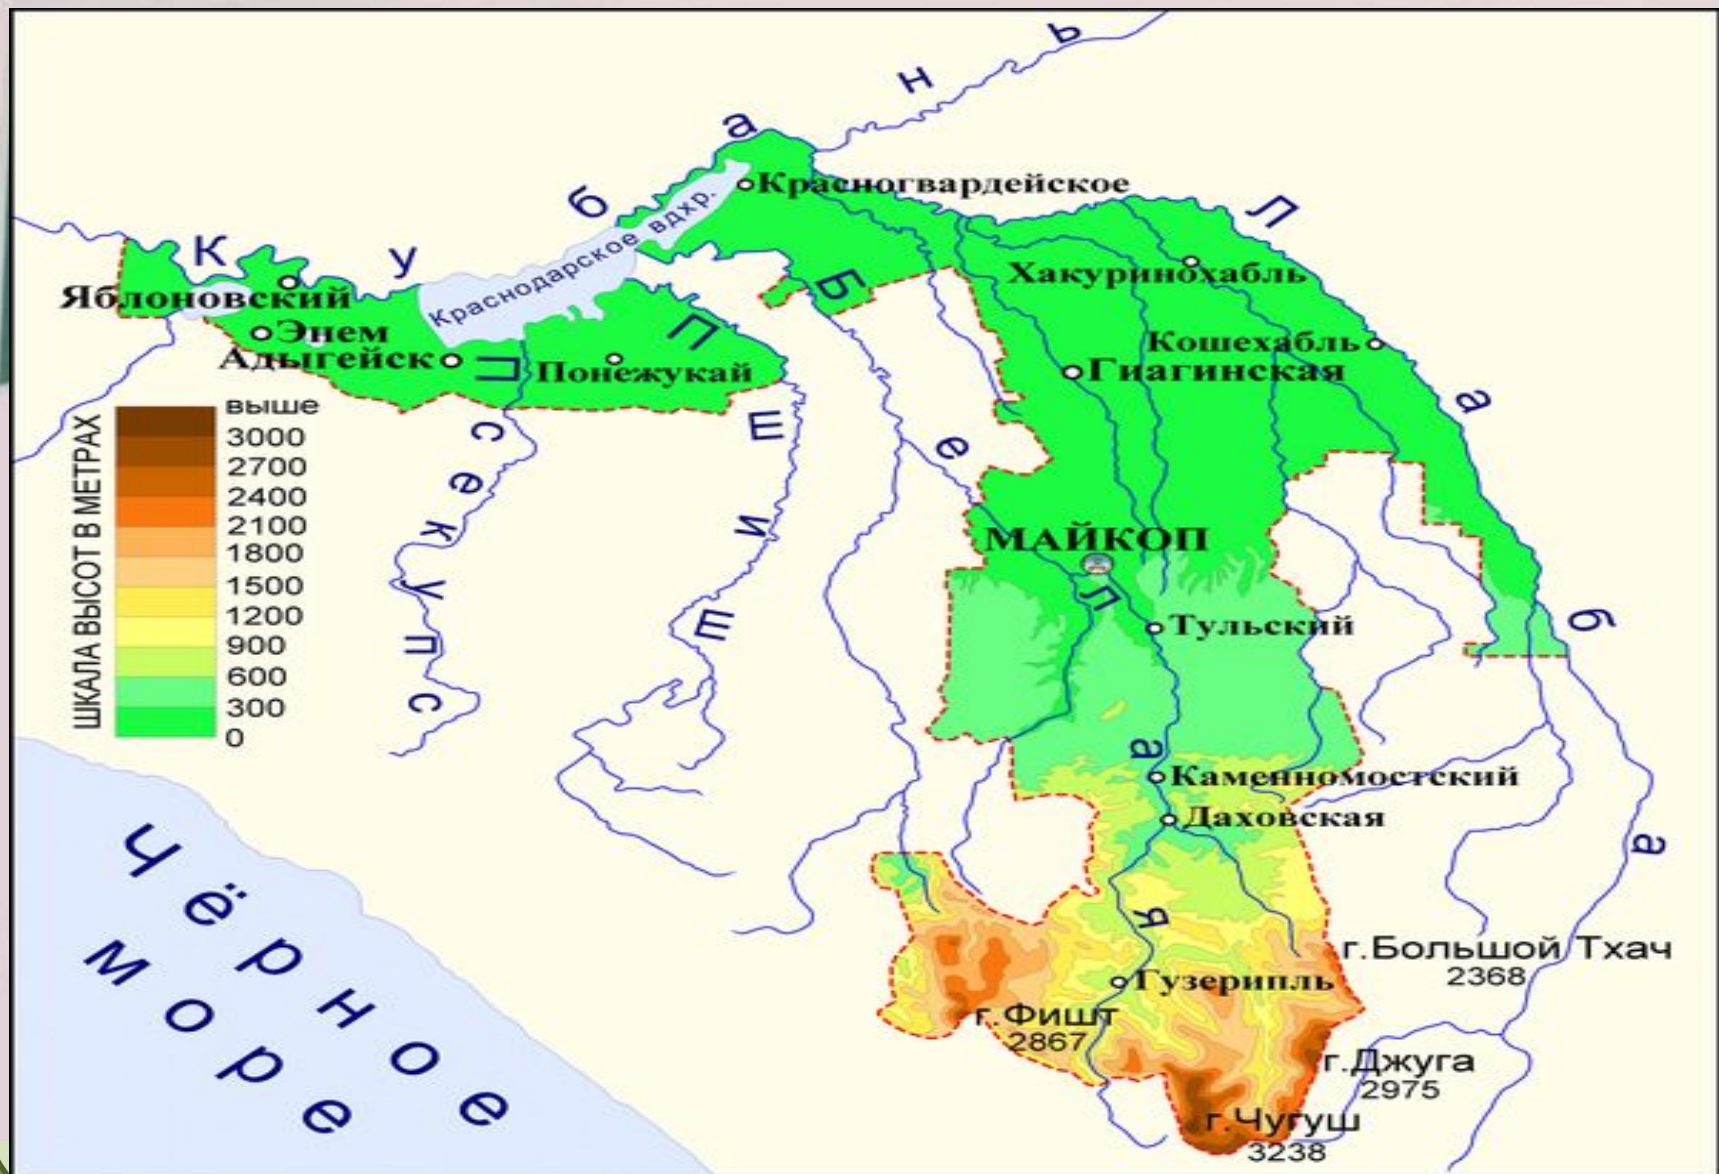 Кубань
Красногвардейское
Краснодарское вдхр.
Лаба
Яблоновский
Хакуринохабль
Энем
Адыгейск
Понежукай
Кошехабль
Гиагинская
Псекупс
Пшиш
Белая
МАЙКОП
Тульский
Каменномостский
Даховская
Гузерипль
г.Большой Тхач
2368
г.Фишт
2867
г.Джуга
2975
г.Чугуш
3238
ШКАЛА ВЫСОТ В МЕТРАХ
выше
3000
2700
2400
2100
1800
1500
1200
900
600
300
0
Чёрное
море